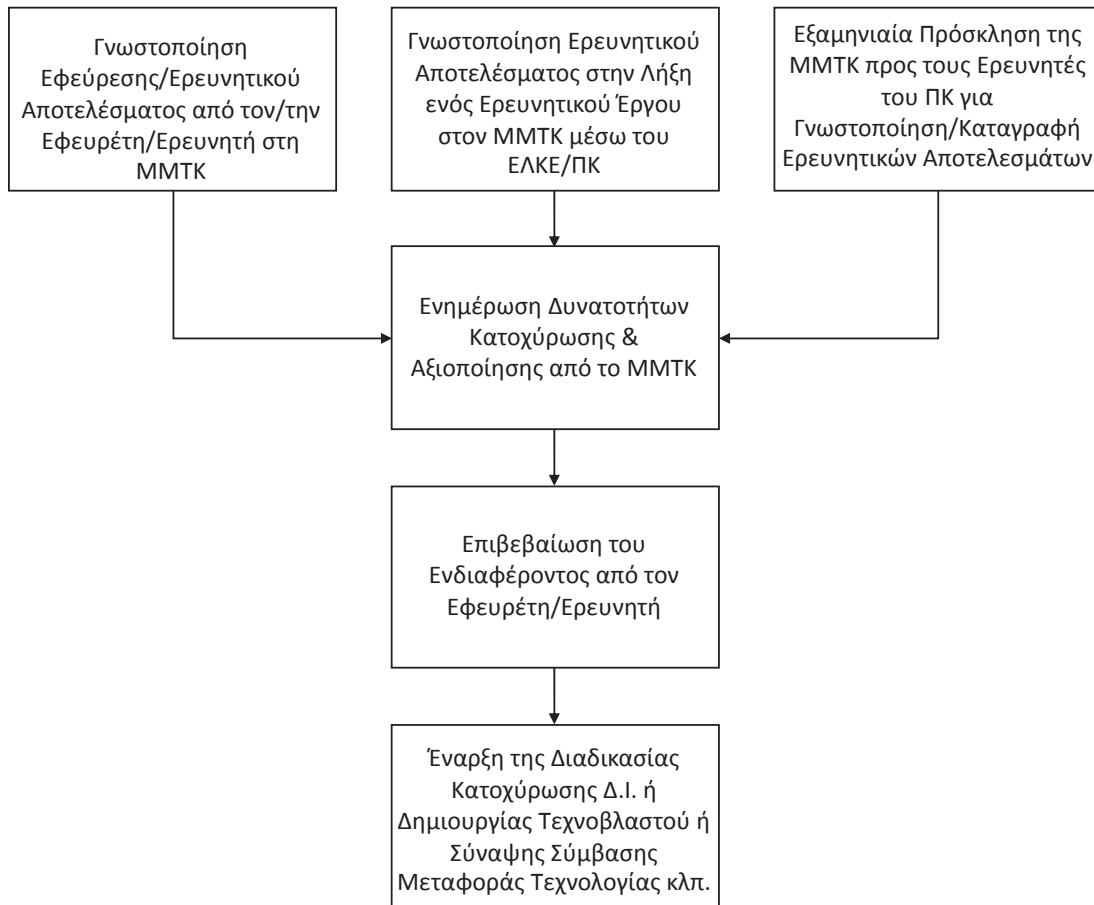 Γνωστοποίηση
Εφεύρεσης/Ερευνητικού
Αποτελέσματος από τον/την
Εφευρέτη/Ερευνητή στη
ΜΜΤΚ
Γνωστοποίηση Ερευνητικού
Αποτελέσματος στην Λήξη
ενός Ερευνητικού Έργου
στον ΜΜΤΚ μέσω του
ΕΛΚΕ/ΠΚ
Εξαμηνιαία Πρόσκληση της
ΜΜΤΚ προς τους Ερευνητές
του ΠΚ για
Γνωστοποίηση/Καταγραφή
Ερευνητικών Αποτελεσμάτων
Ενημέρωση Δυνατοτήτων
Κατοχύρωσης &
Αξιοποίησης από το ΜΜΤΚ
Επιβεβαίωση του
Ενδιαφέροντος από τον
Εφευρέτη/Ερευνητή
Έναρξη της Διαδικασίας
Κατοχύρωσης Δ.Ι. ή
Δημιουργίας Τεχνοβλαστού ή
Σύναψης Σύμβασης
Μεταφοράς Τεχνολογίας κλπ.